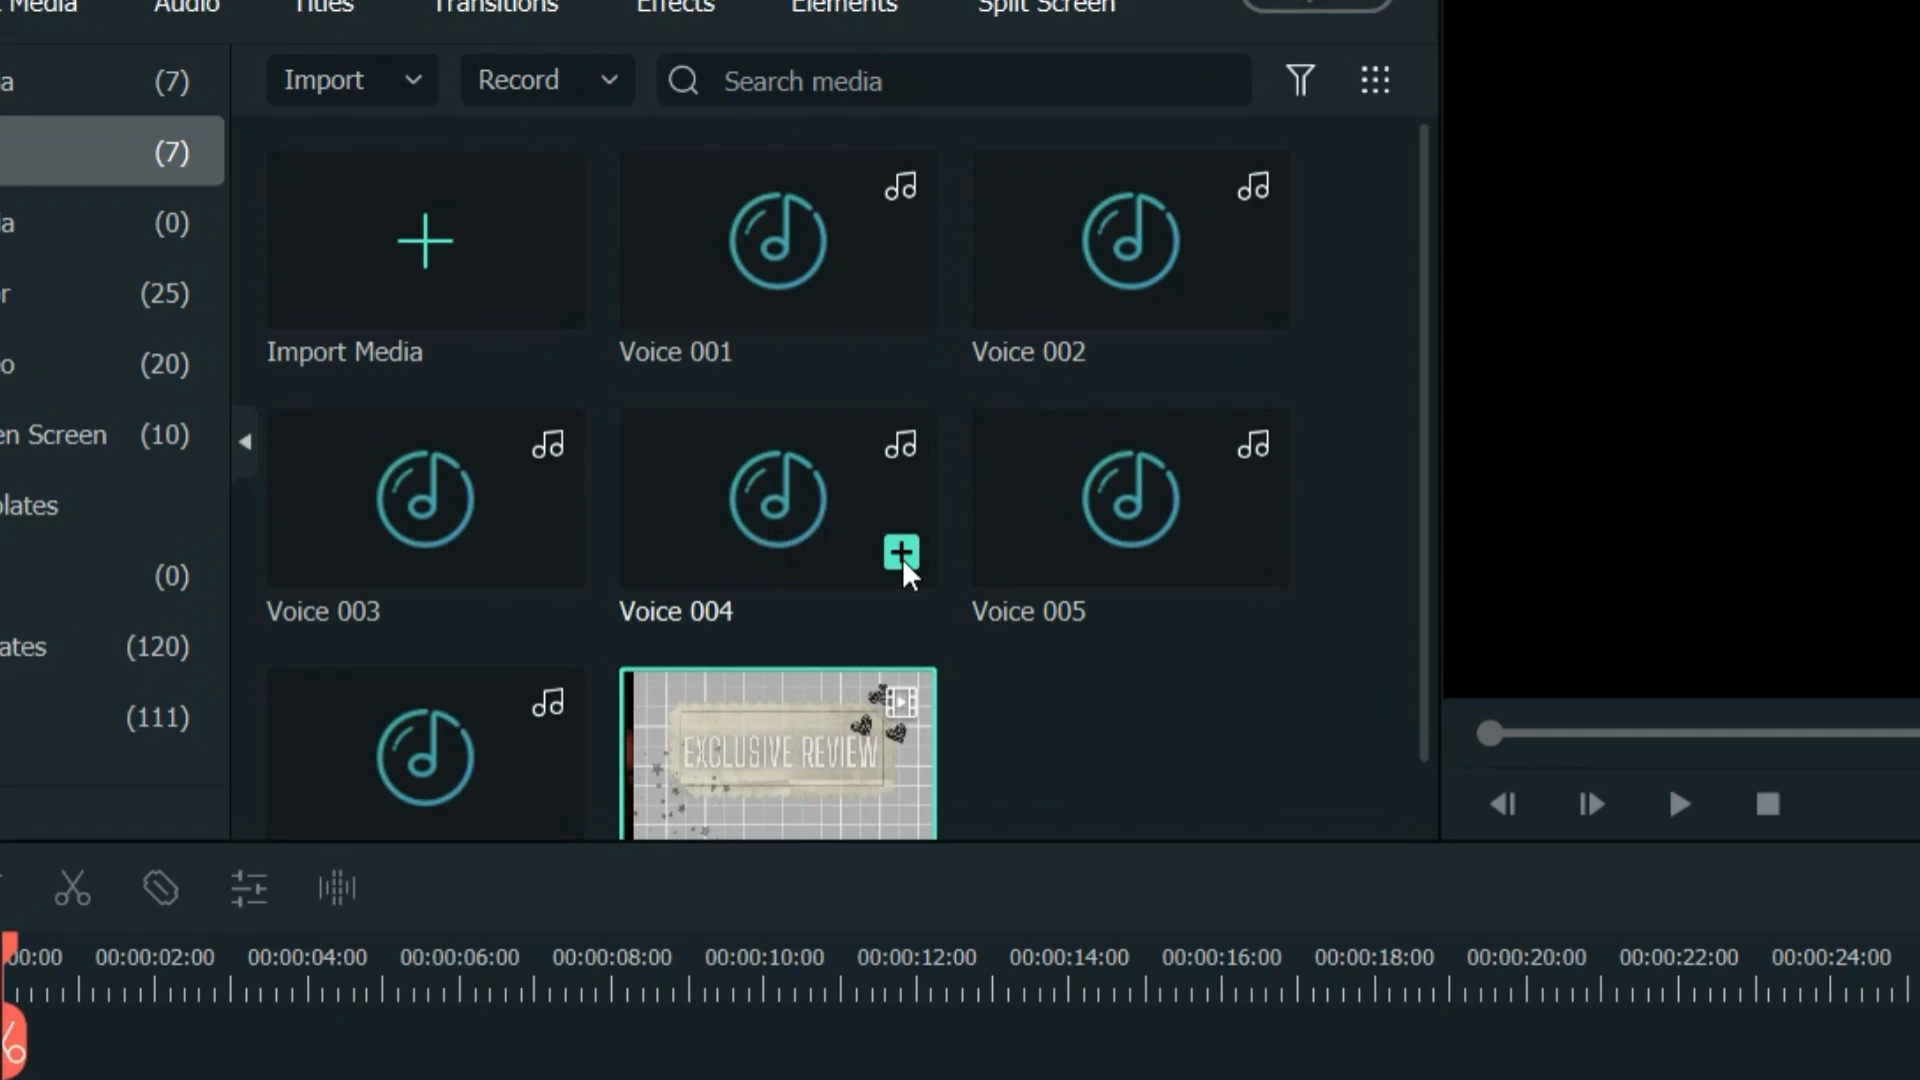 Media Audio Titles Transitions Effects Elements Split Screen
Import Record Search media
a (7)
(7)
a (0)
r (25)
o (20)
en Screen (10)
lates
(0)
ates (120)
(111)
Import Media Voice 001 Voice 002
Voice 003 Voice 004 Voice 005
EXCLUSIVE REVIEW
00:00 00:00:02:00 00:00:04:00 00:00:06:00 00:00:08:00 00:00:10:00 00:00:12:00 00:00:14:00 00:00:16:00 00:00:18:00 00:00:20:00 00:00:22:00 00:00:24:00